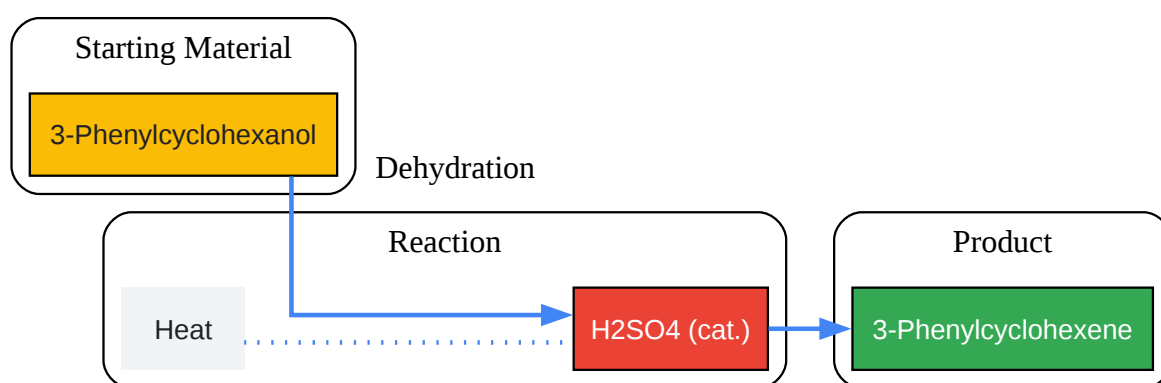 Starting Material
3-Phenylcyclohexanol
Dehydration
Reaction
Heat
H2SO4 (cat.)
Product
3-Phenylcyclohexene